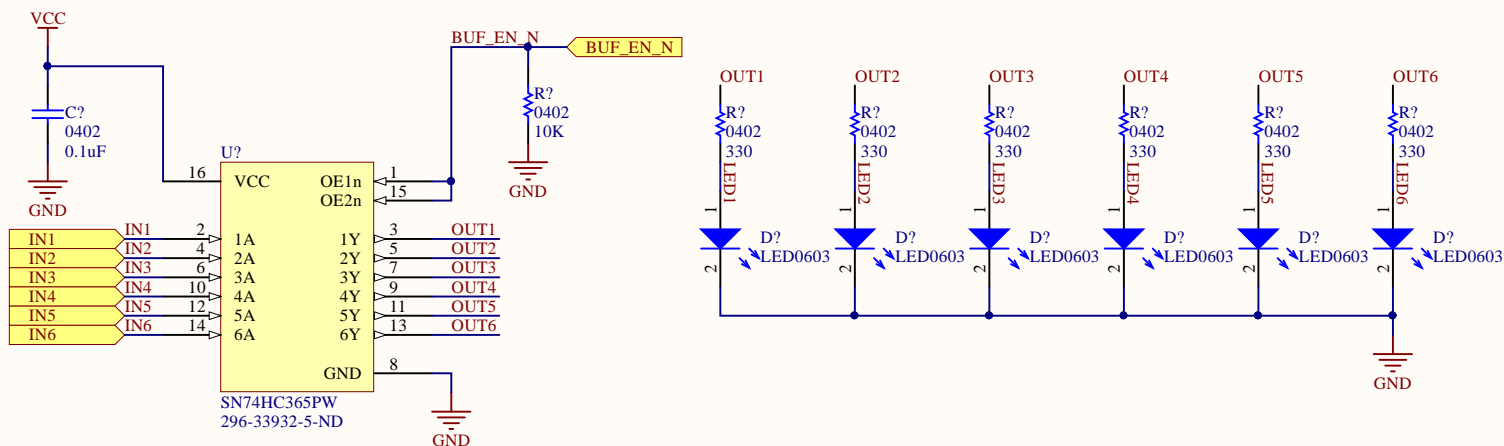 VCC
C?
0402
0.1uF
GND
BUF_EN_N
BUF_EN_N
R?
0402
10K
GND
U?
16 VCC OE1n 1
OE2n 15
IN1 IN1 2 1A 1Y 3 OUT1
IN2 IN2 4 2A 2Y 5 OUT2
IN3 IN3 6 3A 3Y 7 OUT3
IN4 IN4 10 4A 4Y 9 OUT4
IN5 IN5 12 5A 5Y 11 OUT5
IN6 IN6 14 6A 6Y 13 OUT6
GND 8
SN74HC365PW
296-33932-5-ND
GND
OUT1 OUT2 OUT3 OUT4 OUT5 OUT6
R? R? R? R? R? R?
0402 0402 0402 0402 0402 0402
330 330 330 330 330 330
LED1 LED2 LED3 LED4 LED5 LED6
1 1 1 1 1 1
D? D? D? D? D? D?
LED0603 LED0603 LED0603 LED0603 LED0603 LED0603
2 2 2 2 2 2
GND